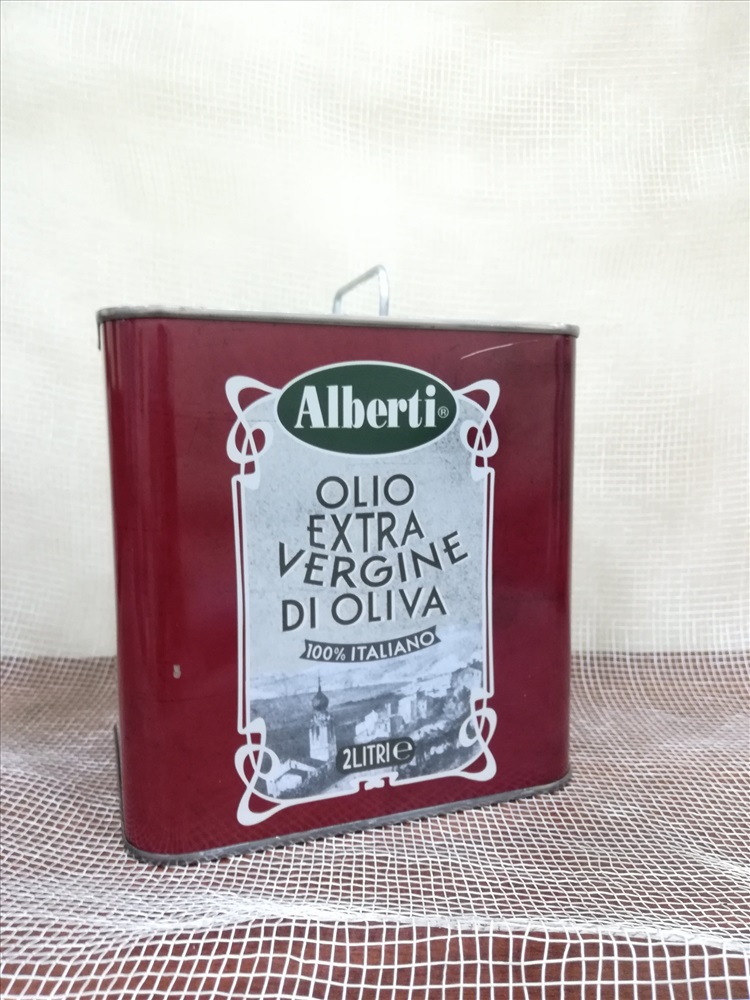 Alberti®
OLIO
EXTRA
VERGINE
DI OLIVA
100% ITALIANO
2LITRI ℮